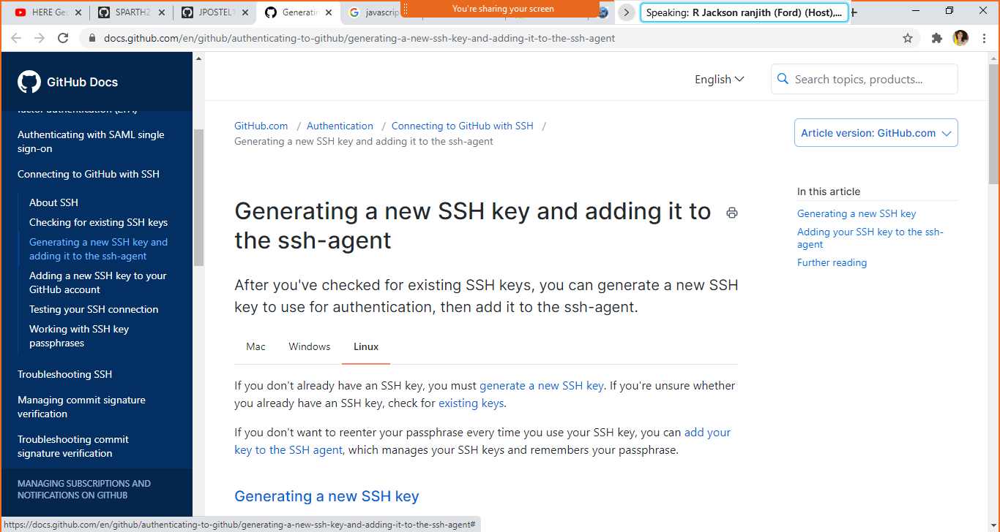 HERE Geo
SPARTH2
JPOSTEL1
Generatin
javascrip
You're sharing your screen
Speaking: R Jackson ranjith (Ford) (Host),...
docs.github.com/en/github/authenticating-to-github/generating-a-new-ssh-key-and-adding-it-to-the-ssh-agent
GitHub Docs
English
Search topics, products...
factor authentication (2FA)
Authenticating with SAML single
sign-on
Connecting to GitHub with SSH
About SSH
Checking for existing SSH keys
Generating a new SSH key and
adding it to the ssh-agent
Adding a new SSH key to your
GitHub account
Testing your SSH connection
Working with SSH key
passphrases
Troubleshooting SSH
Managing commit signature
verification
Troubleshooting commit
signature verification
MANAGING SUBSCRIPTIONS AND
NOTIFICATIONS ON GITHUB
GitHub.com / Authentication / Connecting to GitHub with SSH /
Generating a new SSH key and adding it to the ssh-agent
Article version: GitHub.com
Generating a new SSH key and adding it to
the ssh-agent
In this article
Generating a new SSH key
Adding your SSH key to the ssh-
agent
Further reading
After you've checked for existing SSH keys, you can generate a new SSH
key to use for authentication, then add it to the ssh-agent.
Mac Windows Linux
If you don't already have an SSH key, you must generate a new SSH key. If you're unsure whether
you already have an SSH key, check for existing keys.
If you don't want to reenter your passphrase every time you use your SSH key, you can add your
key to the SSH agent, which manages your SSH keys and remembers your passphrase.
Generating a new SSH key
https://docs.github.com/en/github/authenticating-to-github/generating-a-new-ssh-key-and-adding-it-to-the-ssh-agent#